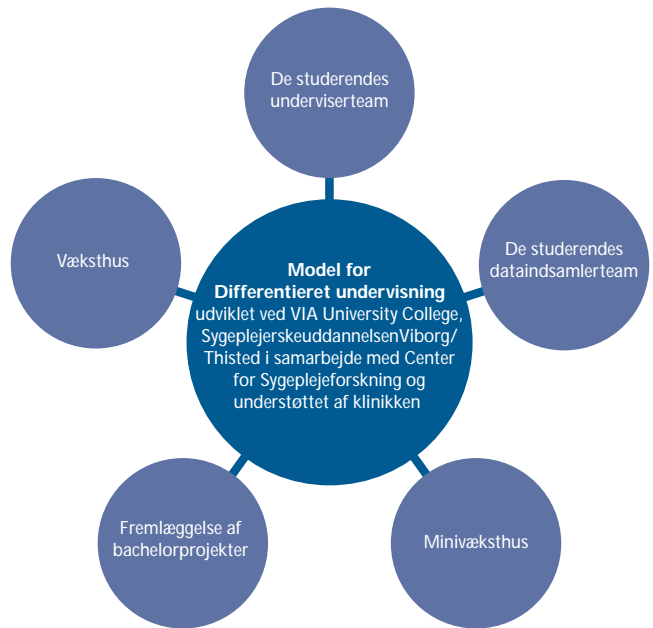 De studerendes
underviserteam
Væksthus
De studerendes
dataindsamlerteam
Model for
Differentieret undervisning
udviklet ved VIA University College,
SygeplejerskeuddannelsenViborg/
Thisted i samarbejde med Center
for Sygeplejeforskning og
understøttet af klinikken
Fremlæggelse af
bachelorprojekter
Minivæksthus